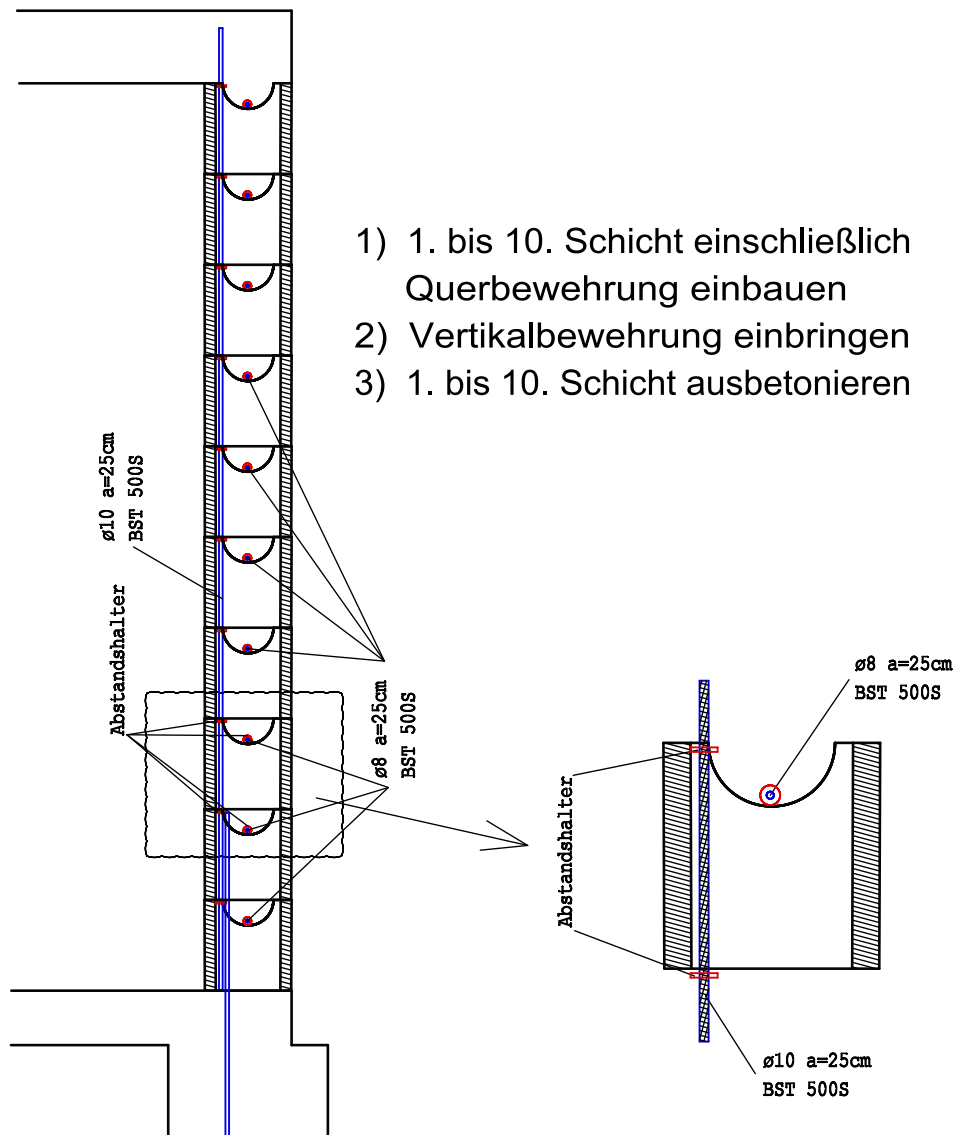 1) 1. bis 10. Schicht einschließlich
Querbewehrung einbauen
2) Vertikalbewehrung einbringen
3) 1. bis 10. Schicht ausbetonieren
ø10 a=25cm
BST 500S
Abstandshalter
ø8 a=25cm
BST 500S
ø8 a=25cm
BST 500S
Abstandshalter
ø10 a=25cm
BST 500S